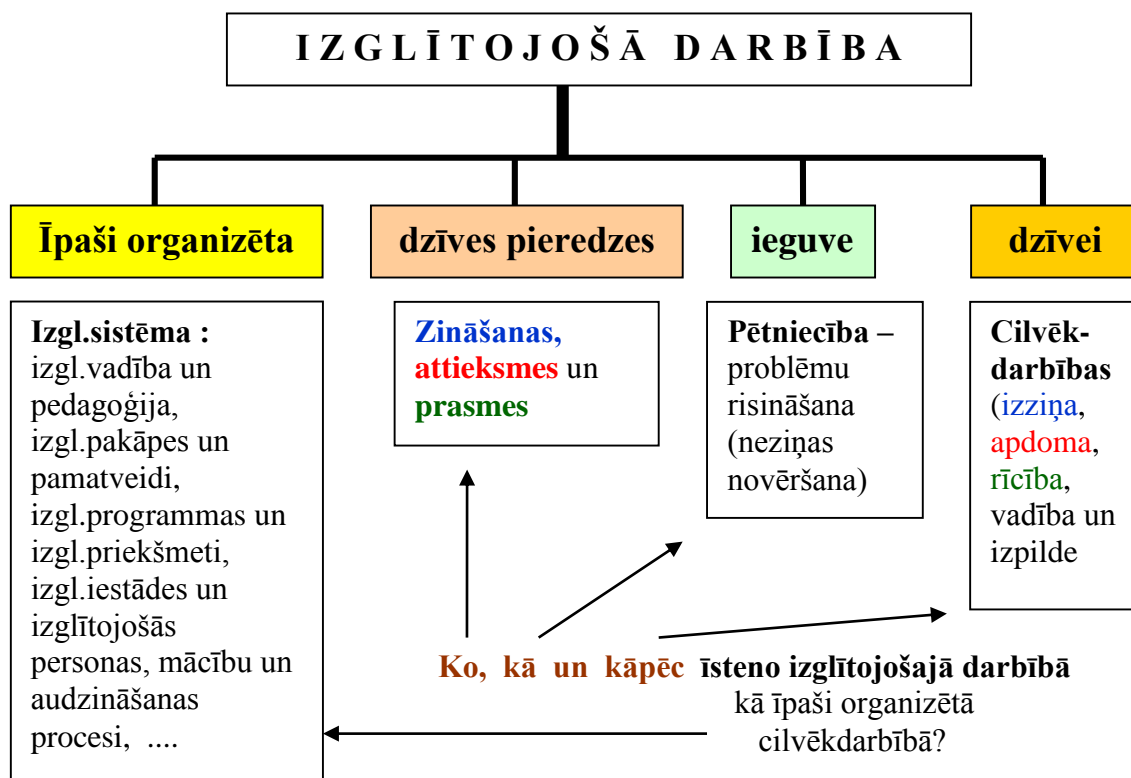 IZGLĪTOJOŠĀ DARBĪBA
Īpaši organizēta
dzīves pieredzes
ieguve
dzīvei
Izgl.sistēma :
izgl.vadība un
pedagoģija,
izgl.pakāpes un
pamatveidi,
izgl.programmas un
izgl.priekšmeti,
izgl.iestādes un
izglītojošās
personas, mācību un
audzināšanas
procesi, ....
Zināšanas,
attieksmes un
prasmes
Pētniecība –
problēmu
risināšana
(neziņas
novēršana)
Cilvēk-
darbības
(izziņa,
apdoma,
rīcība,
vadība un
izpilde
Ko, kā un kāpēc īsteno izglītojošajā darbībā
kā īpaši organizētā
cilvēkdarbībā?